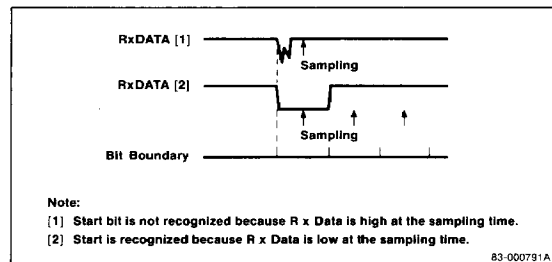 RxDATA [1]
Sampling
RxDATA [2]
Sampling
Bit Boundary
Note:
[1] Start bit is not recognized because R x Data is high at the sampling time.
[2] Start is recognized because R x Data is low at the sampling time.
83-000791A